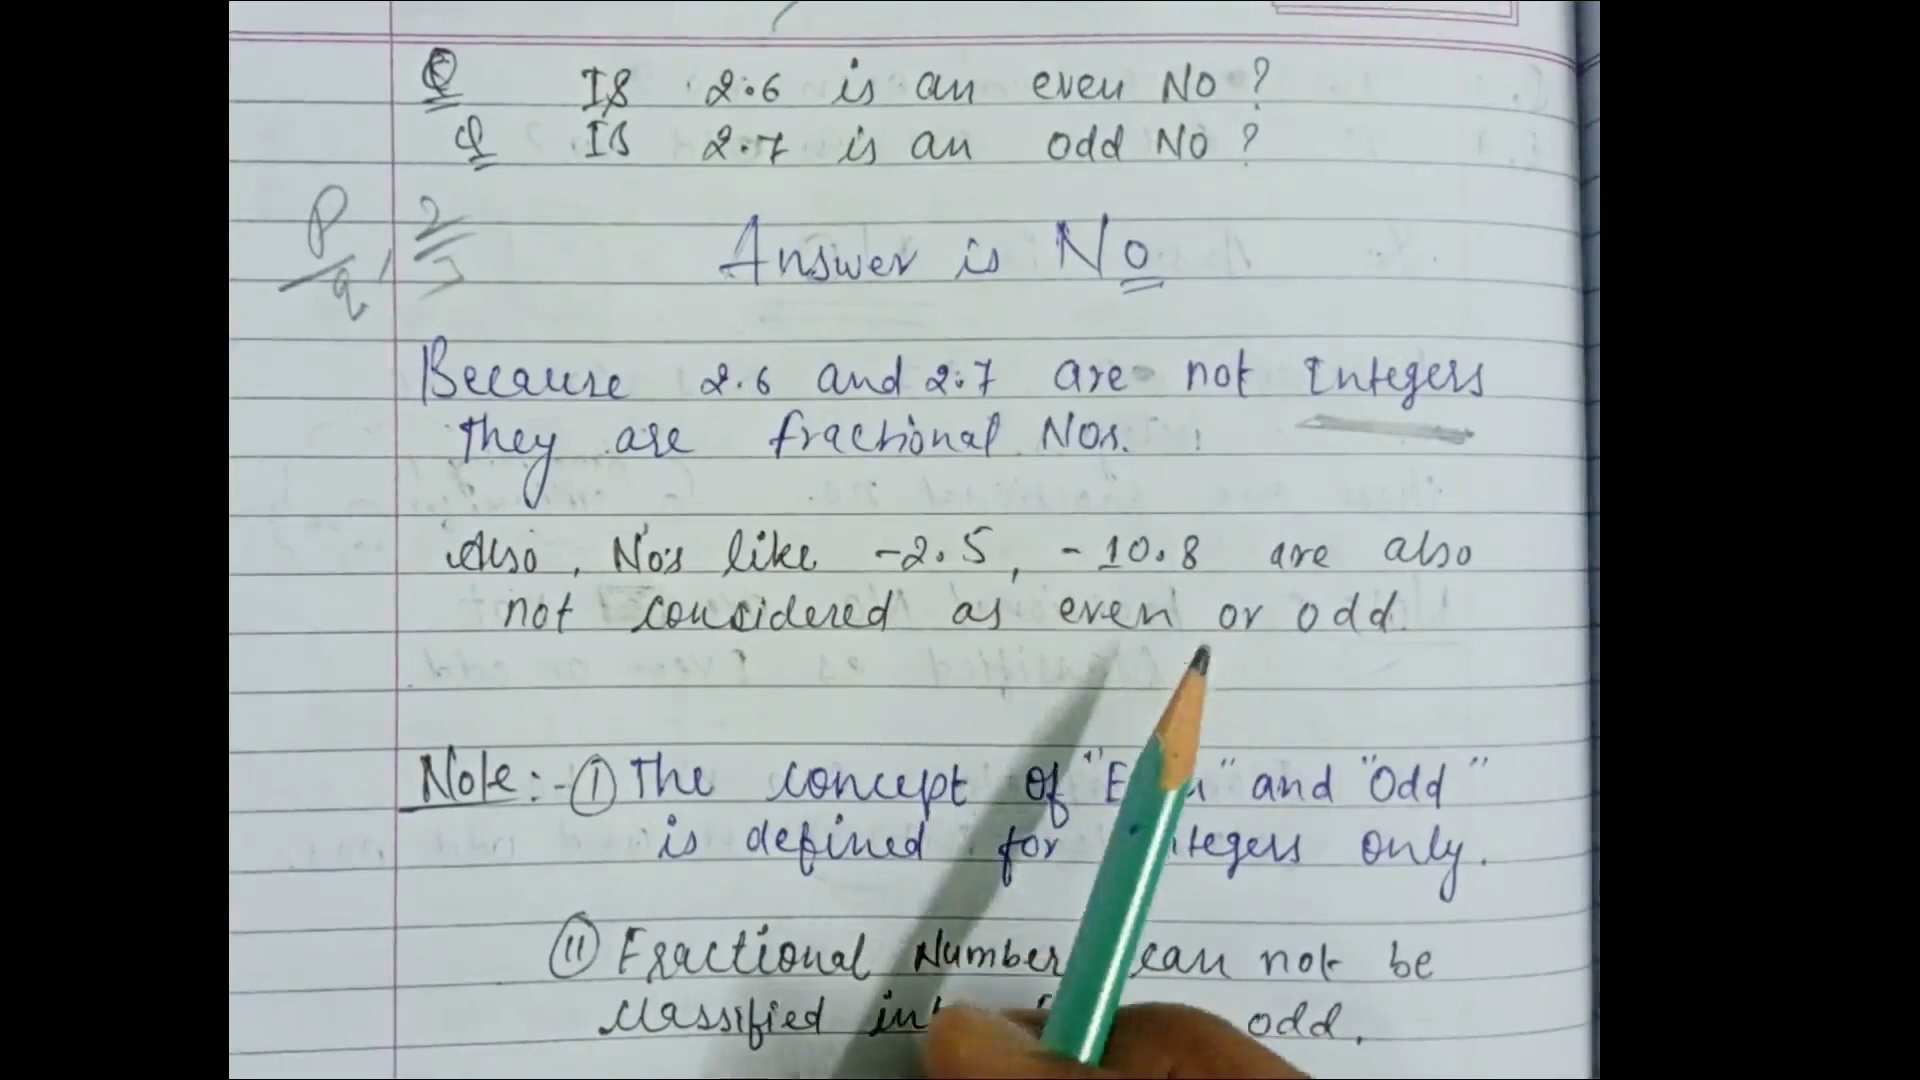 Q Is 2.6 is an even No ?
Q Is 2.7 is an odd No ?
P/q, 2/
Answer is No
Because 2.6 and 2.7 are not Integers
they are fractional Nos.
Also, No's like -2.5, -10.8 are also
not considered as even or odd.
Note:- (I) The concept of " " and "Odd"
is defined for only.
(II) Fractional Number can not be
classified odd.